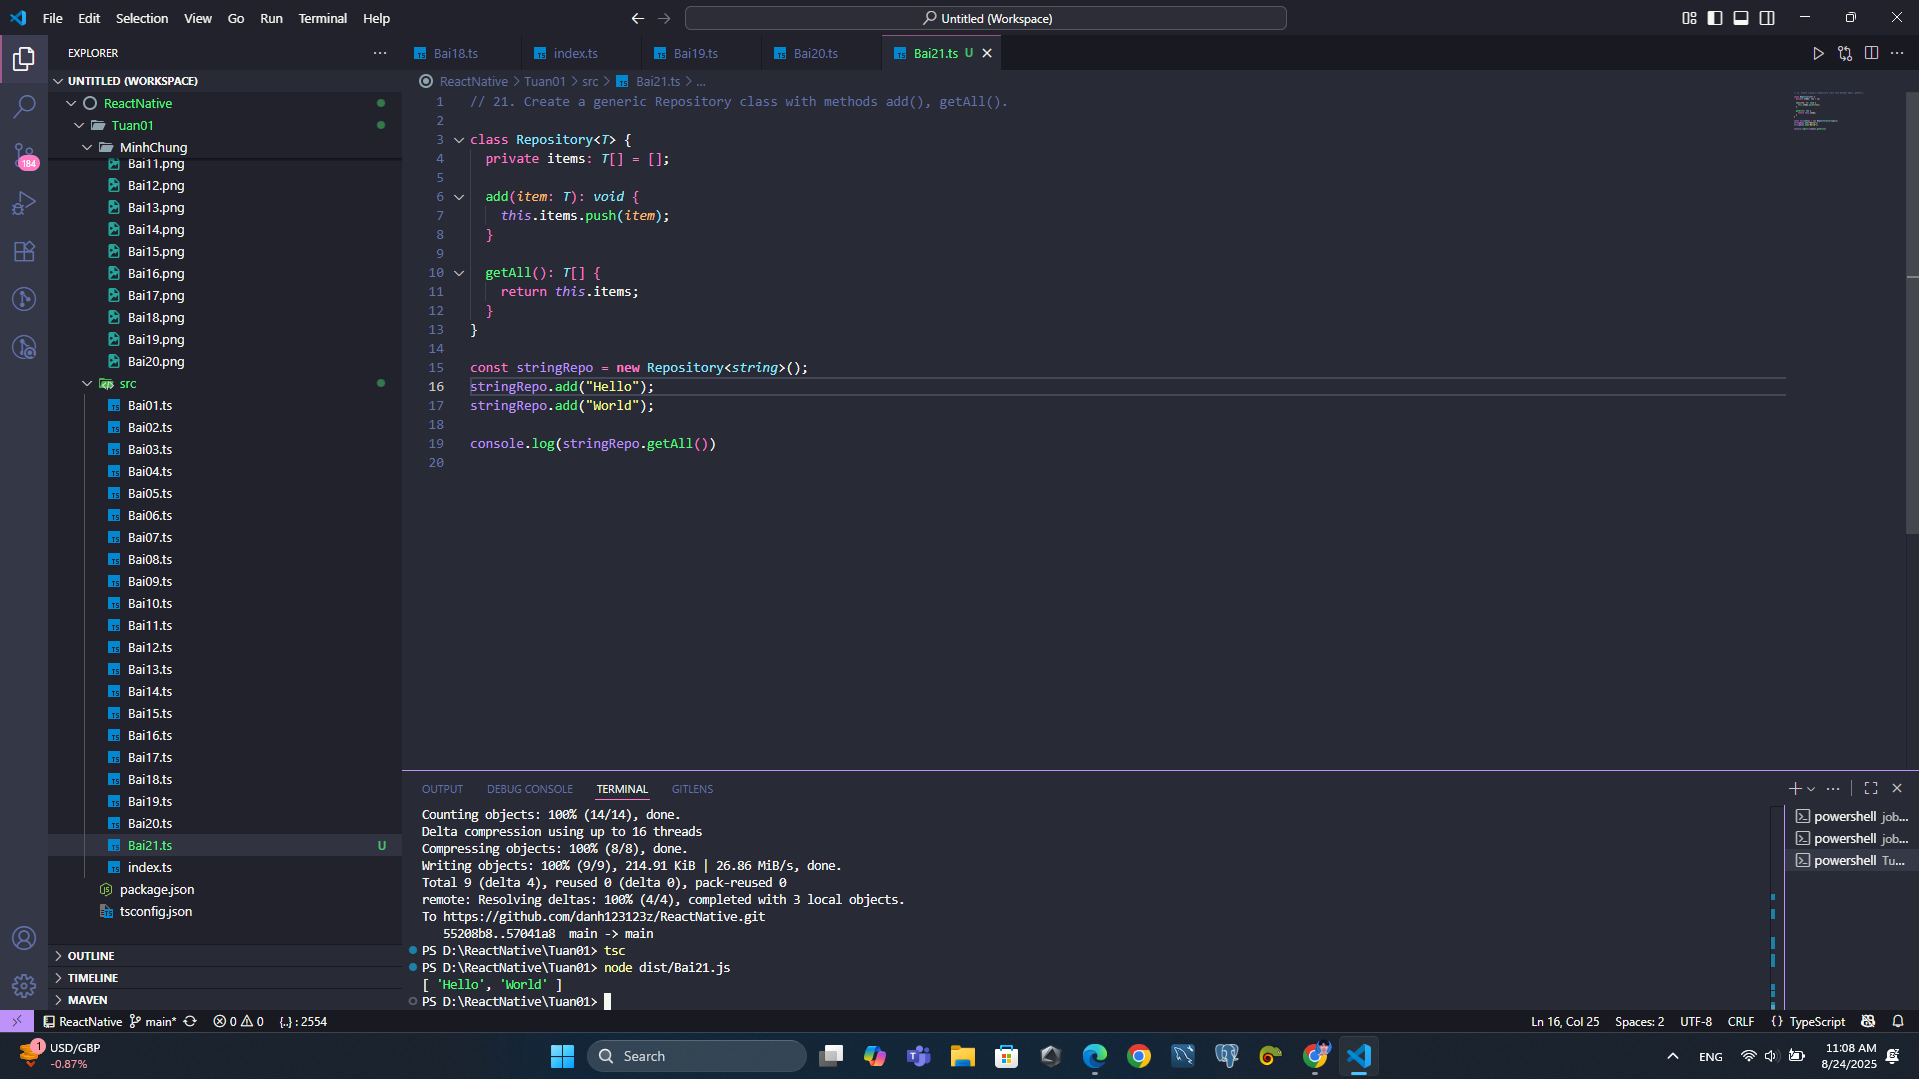 File Edit Selection View Go Run Terminal Help
Untitled (Workspace)
EXPLORER
UNTITLED (WORKSPACE)
ReactNative
Tuan01
MinhChung
Bai11.png
Bai12.png
Bai13.png
Bai14.png
Bai15.png
Bai16.png
Bai17.png
Bai18.png
Bai19.png
Bai20.png
src
Bai01.ts
Bai02.ts
Bai03.ts
Bai04.ts
Bai05.ts
Bai06.ts
Bai07.ts
Bai08.ts
Bai09.ts
Bai10.ts
Bai11.ts
Bai12.ts
Bai13.ts
Bai14.ts
Bai15.ts
Bai16.ts
Bai17.ts
Bai18.ts
Bai19.ts
Bai20.ts
Bai21.ts U
index.ts
package.json
tsconfig.json
OUTLINE
TIMELINE
MAVEN
184
Bai18.ts index.ts Bai19.ts Bai20.ts Bai21.ts U
ReactNative > Tuan01 > src > Bai21.ts > ...
1 // 21. Create a generic Repository class with methods add(), getAll().
2
3 class Repository<T> {
4 private items: T[] = [];
5
6 add(item: T): void {
7 this.items.push(item);
8 }
9
10 getAll(): T[] {
11 return this.items;
12 }
13 }
14
15 const stringRepo = new Repository<string>();
16 stringRepo.add("Hello");
17 stringRepo.add("World");
18
19 console.log(stringRepo.getAll())
20
OUTPUT DEBUG CONSOLE TERMINAL GITLENS
Counting objects: 100% (14/14), done.
Delta compression using up to 16 threads
Compressing objects: 100% (8/8), done.
Writing objects: 100% (9/9), 214.91 KiB | 26.86 MiB/s, done.
Total 9 (delta 4), reused 0 (delta 0), pack-reused 0
remote: Resolving deltas: 100% (4/4), completed with 3 local objects.
To https://github.com/danh123123z/ReactNative.git
55208b8..57041a8 main -> main
PS D:\ReactNative\Tuan01> tsc
PS D:\ReactNative\Tuan01> node dist/Bai21.js
[ 'Hello', 'World' ]
PS D:\ReactNative\Tuan01>
powershell job...
powershell job...
powershell Tu...
ReactNative main* 0 0 {..} : 2554
Ln 16, Col 25 Spaces: 2 UTF-8 CRLF {} TypeScript
1
USD/GBP
-0.87%
Search
ENG
11:08 AM
8/24/2025